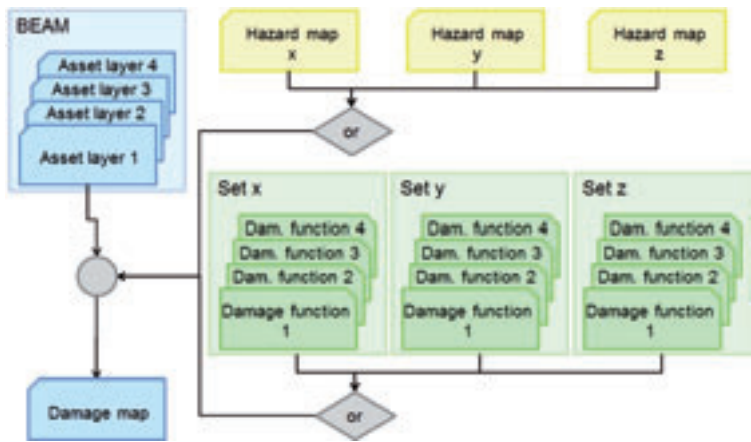 BEAM
Asset layer 4
Asset layer 3
Asset layer 2
Asset layer 1
Hazard map
x
Hazard map
y
Hazard map
z
or
Set x
Dam. function 4
Dam. function 3
Dam. function 2
Damage function
1
Set y
Dam. function 4
Dam. function 3
Dam. function 2
Damage function
1
Set z
Dam. function 4
Dam. function 3
Dam. function 2
Damage function
1
or
Damage map